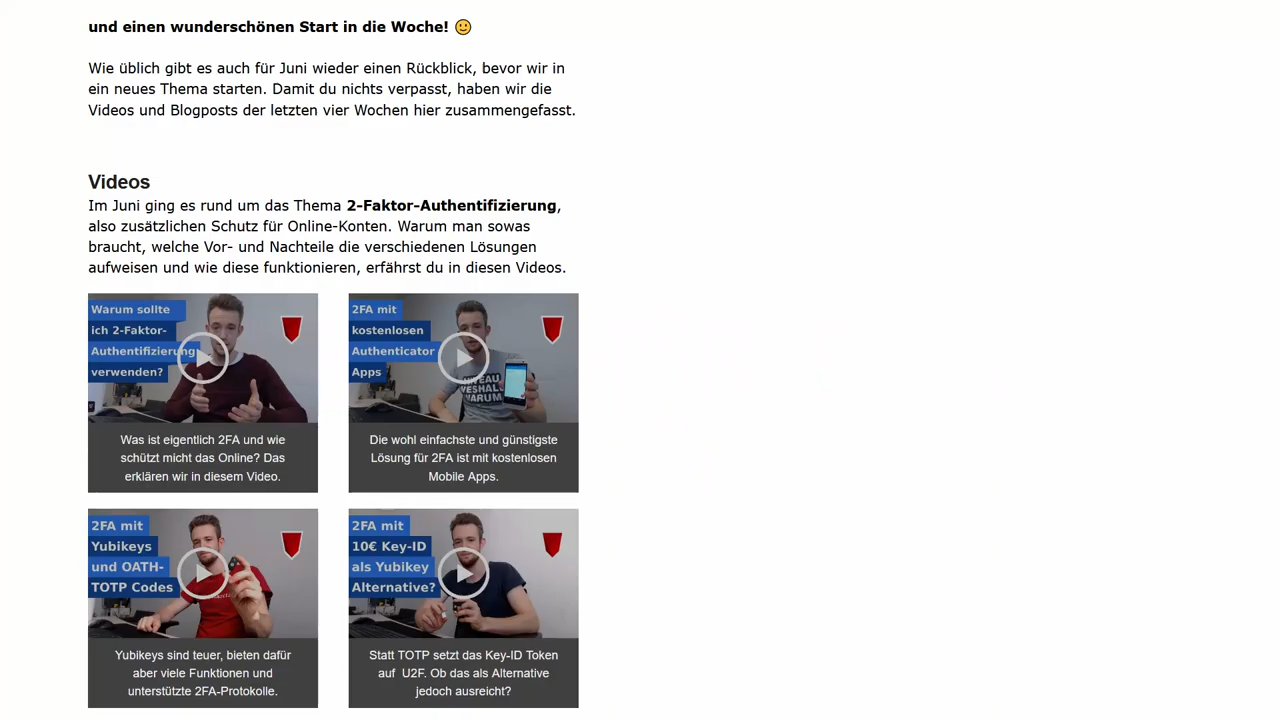 und einen wunderschönen Start in die Woche! 🙂
Wie üblich gibt es auch für Juni wieder einen Rückblick, bevor wir in
ein neues Thema starten. Damit du nichts verpasst, haben wir die
Videos und Blogposts der letzten vier Wochen hier zusammengefasst.
Videos
Im Juni ging es rund um das Thema 2-Faktor-Authentifizierung,
also zusätzlichen Schutz für Online-Konten. Warum man sowas
braucht, welche Vor- und Nachteile die verschiedenen Lösungen
aufweisen und wie diese funktionieren, erfährst du in diesen Videos.
Warum sollte
ich 2-Faktor-
Authentifizierung
verwenden?
Was ist eigentlich 2FA und wie
schützt micht das Online? Das
erklären wir in diesem Video.
2FA mit
kostenlosen
Authenticator
Apps
NIVEAU
WESHALB
WARUM
Die wohl einfachste und günstigste
Lösung für 2FA ist mit kostenlosen
Mobile Apps.
2FA mit
Yubikeys
und OATH-
TOTP Codes
Yubikeys sind teuer, bieten dafür
aber viele Funktionen und
unterstützte 2FA-Protokolle.
2FA mit
10€ Key-ID
als Yubikey
Alternative?
Statt TOTP setzt das Key-ID Token
auf U2F. Ob das als Alternative
jedoch ausreicht?